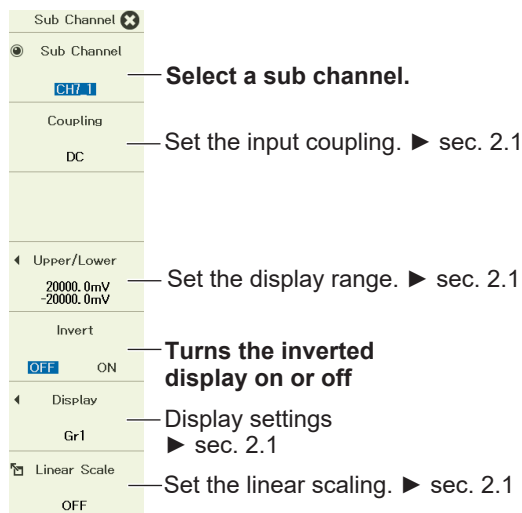 Sub Channel
Sub Channel
CH7_1
Select a sub channel.
Coupling
DC
Set the input coupling. ► sec. 2.1
Upper/Lower
20000.0mV
-20000.0mV
Set the display range. ► sec. 2.1
Invert
OFF ON
Turns the inverted
display on or off
Display
Gr1
Display settings
► sec. 2.1
Linear Scale
OFF
Set the linear scaling. ► sec. 2.1